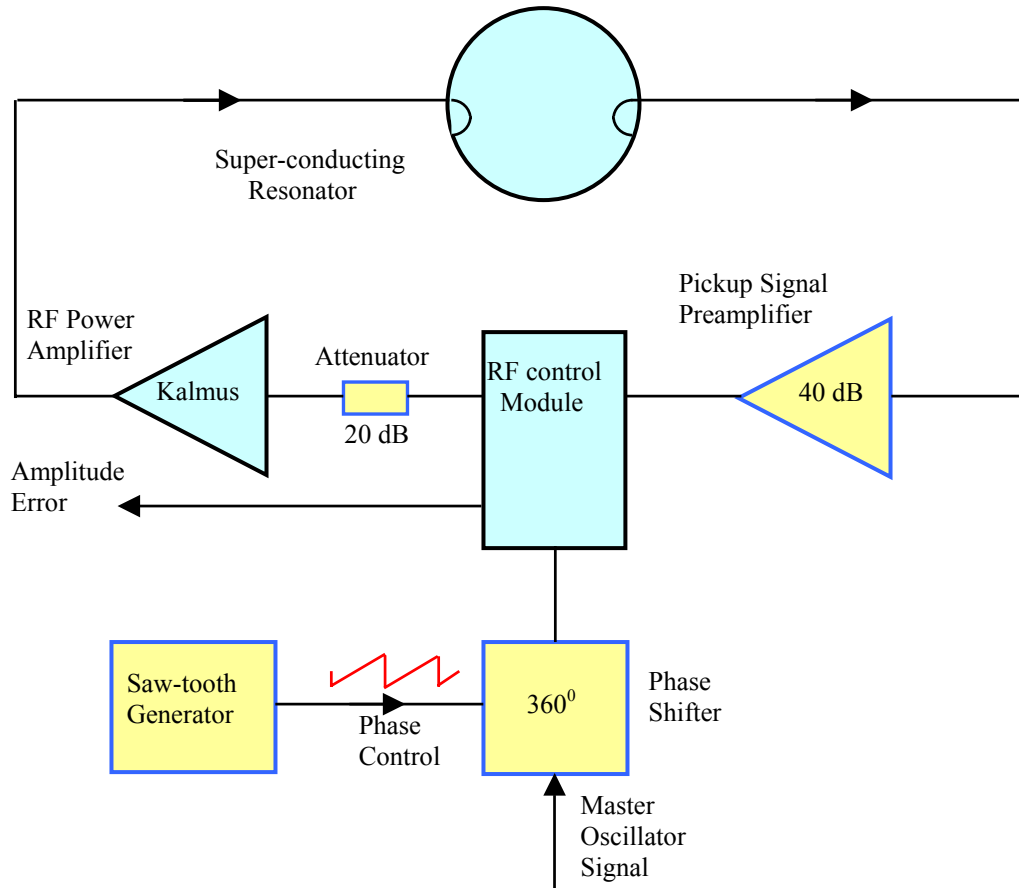 Super-conducting
Resonator
Pickup Signal
Preamplifier
RF Power
Amplifier
Attenuator
RF control
Module
Kalmus
40 dB
20 dB
Amplitude
Error
Saw-tooth
Generator
Phase
Control
360⁰
Phase
Shifter
Master
Oscillator
Signal